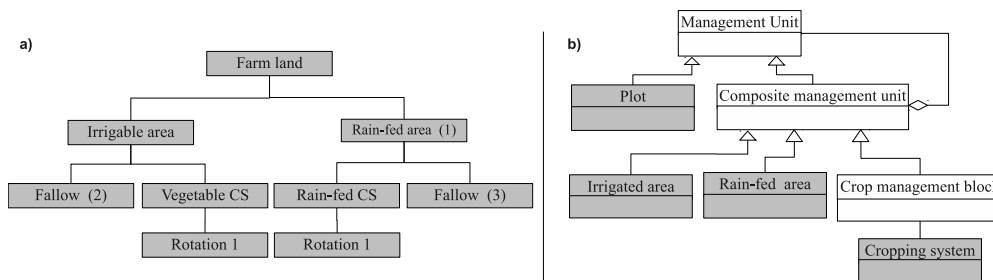 a)
Farm land
Irrigable area
Rain-fed area (1)
Fallow (2)
Vegetable CS
Rain-fed CS
Fallow (3)
Rotation 1
Rotation 1
b)
Management Unit
Plot
Composite management unit
Irrigated area
Rain-fed area
Crop management block
Cropping system